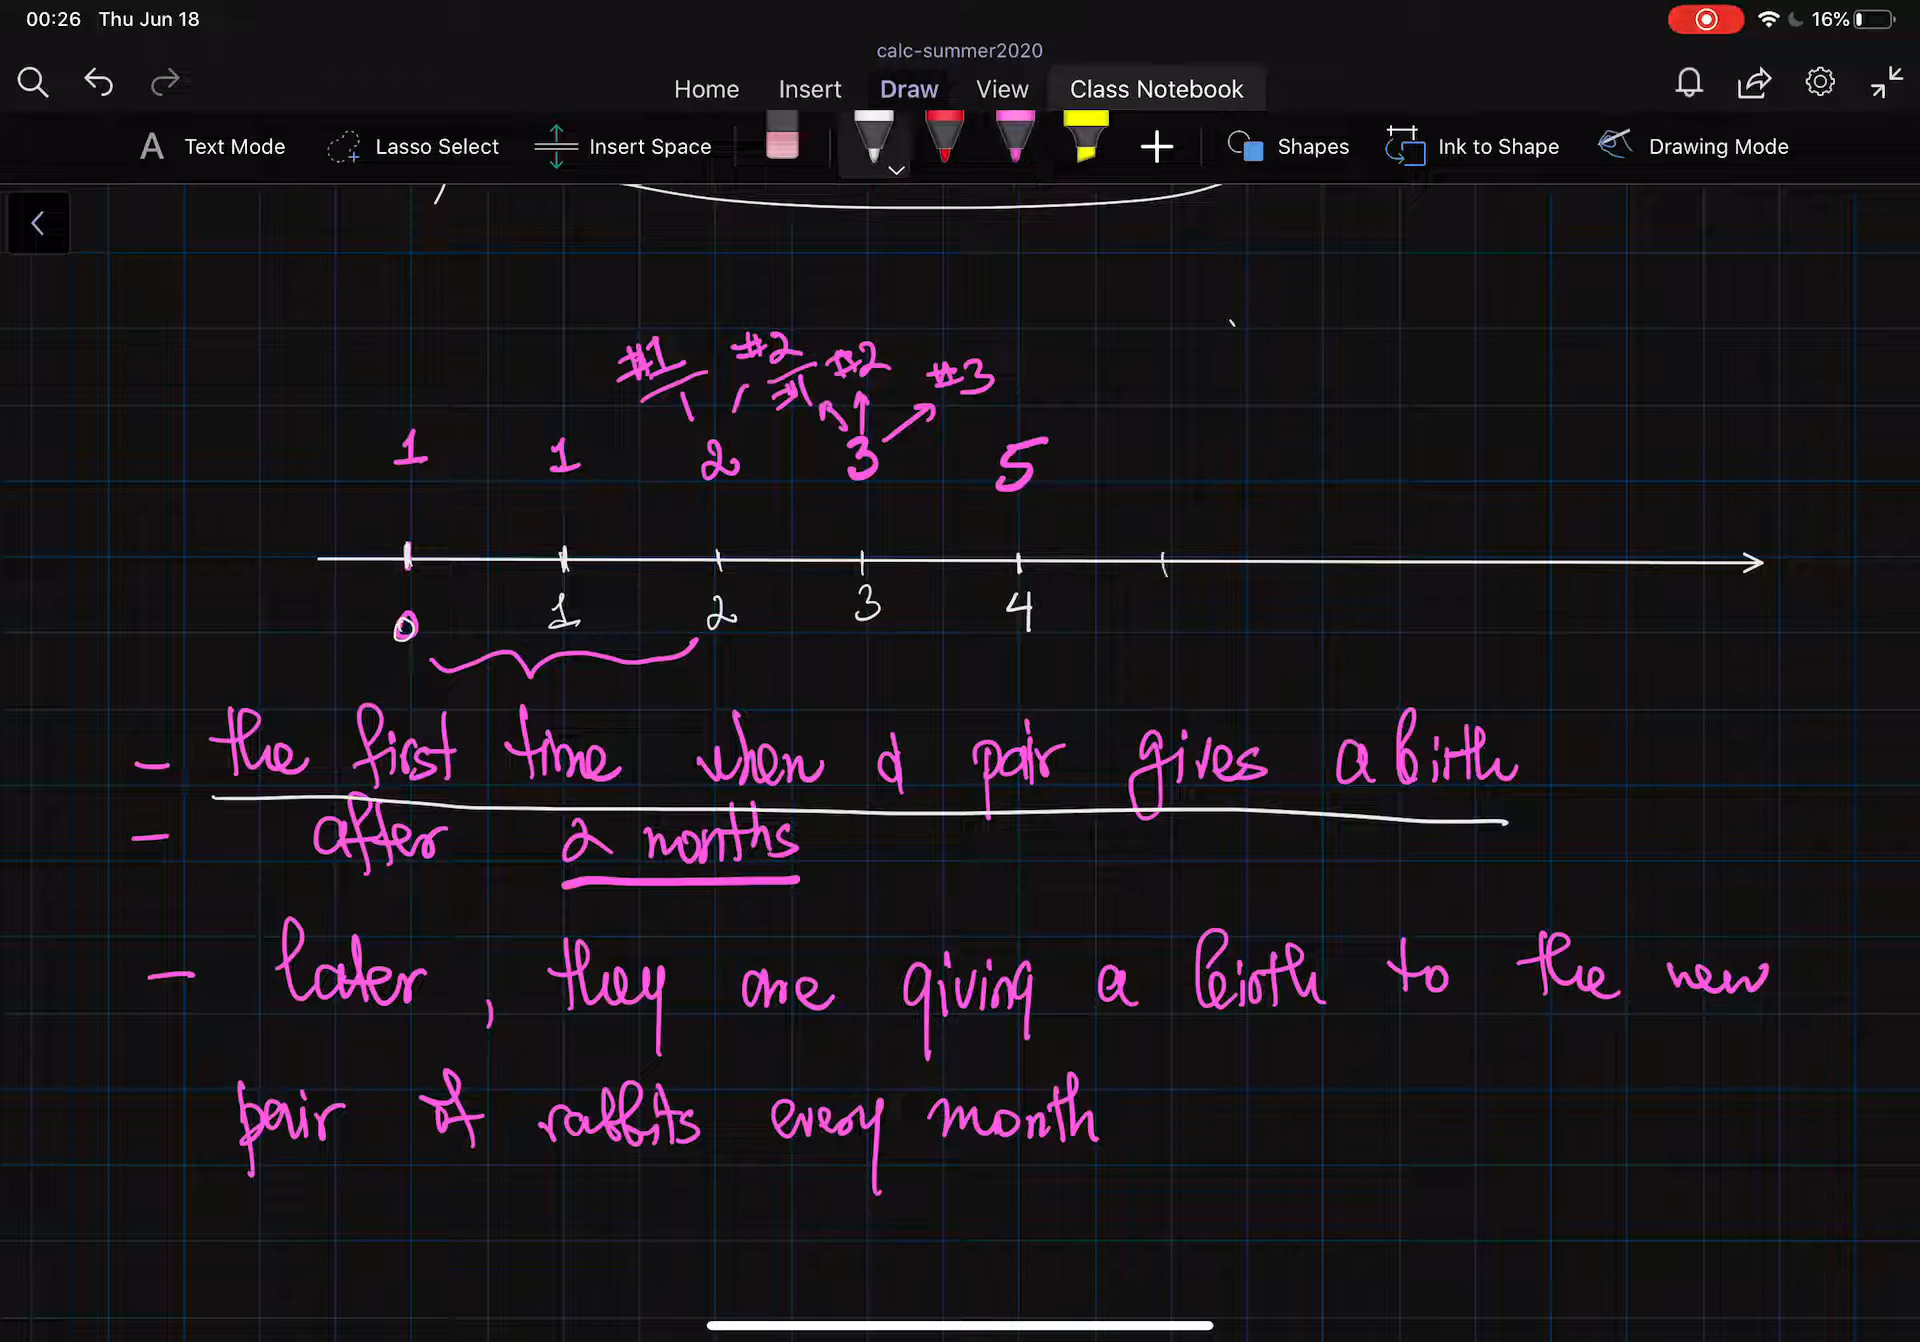 00:26 Thu Jun 18 16%
calc-summer2020
Home Insert Draw View Class Notebook
A Text Mode Lasso Select Insert Space Shapes Ink to Shape Drawing Mode
#1 #2 #1 #2 #3
1 1 2 3 5
0 1 2 3 4
- the first time when a pair gives a birth
- after 2 months
- later, they are giving a birth to the new
pair of rabbits every month